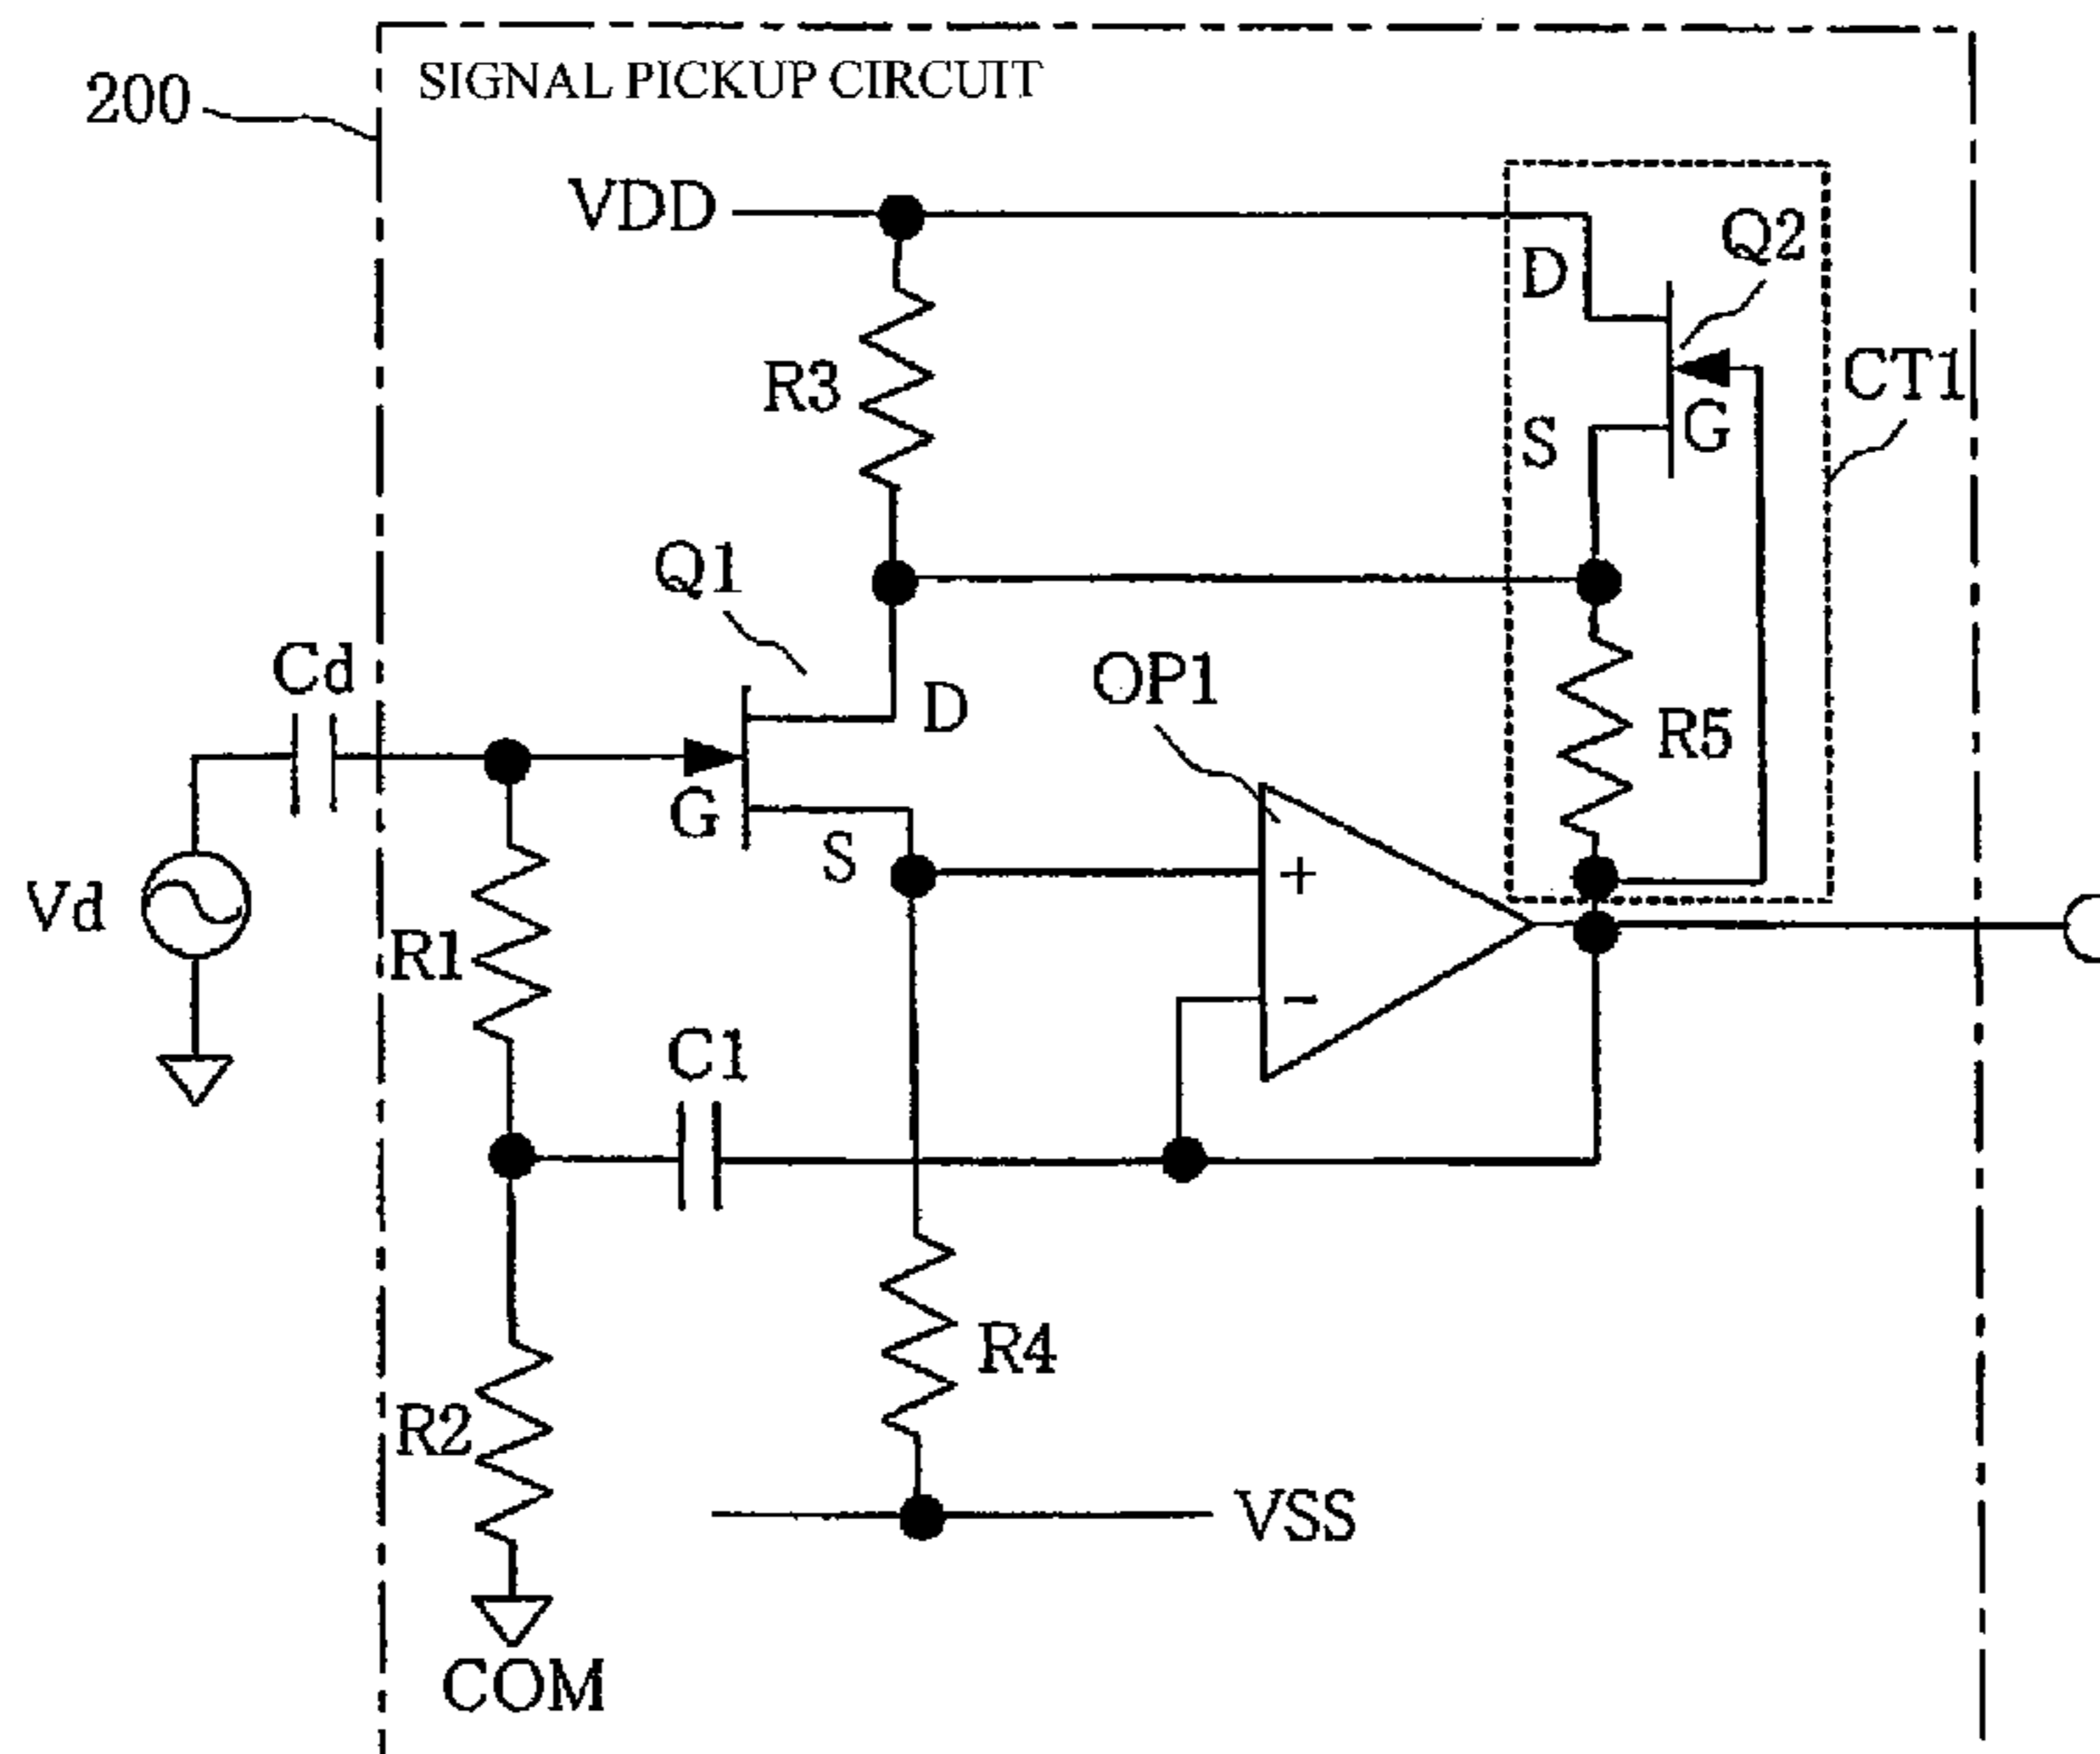 200
SIGNAL PICKUP CIRCUIT
VDD
Q2
D
R3
CT1
S
G
Q1
Cd
OP1
D
R5
G
S
+
Vd
R1
−
C1
R4
R2
VSS
COM